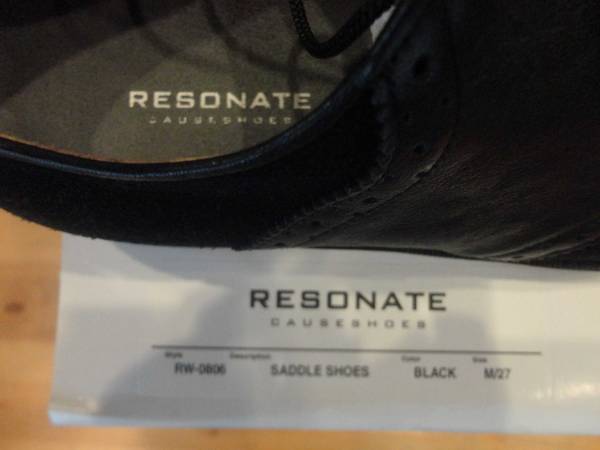 RESONATE
CAUSESHOES
RESONATE
CAUSESHOES
Style Description Color Size
RW-0806 SADDLE SHOES BLACK M/27